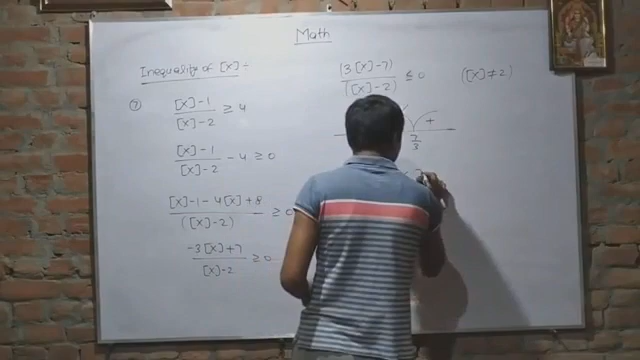 Math
Inequality of [x] :-
⑦ [x]-1 / [x]-2 ≥ 4
[x]-1 / [x]-2 - 4 ≥ 0
[x]-1-4[x]+8 / ([x]-2) ≥ 0
-3[x]+7 / [x]-2 ≥ 0
(3[x]-7) / ([x]-2) ≤ 0 ([x]≠2)
+
7/3